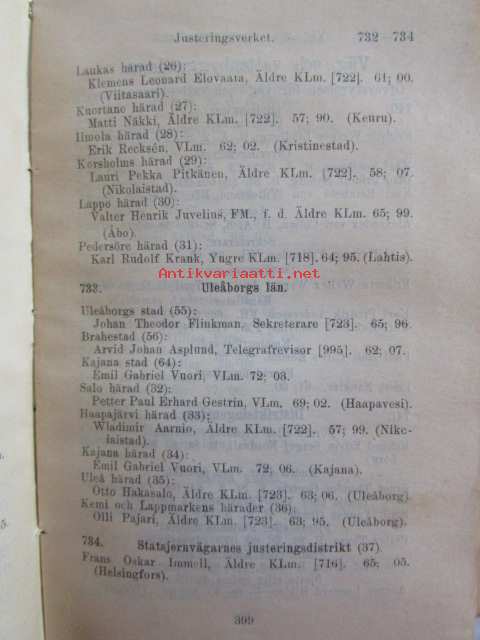 Justeringsverket. 732—734
Laukas härad (26):
Klemens Leonard Elovaara, Äldre KLm. [722]. 61; 00.
(Viitasaari).
Kuortane härad (27):
Matti Näkki, Äldre KLm. [722]. 57; 90. (Keuru).
Ilmola härad (28):
Erik Recksén, VLm. 62; 02. (Kristinestad).
Korsholms härad (29):
Lauri Pekka Pitkänen, Äldre KLm. [722]. 58; 07.
(Nikolaistad).
Lappo härad (30):
Valter Henrik Juvelius, FM., f. d. Äldre KLm. 65; 99.
(Åbo).
Pedersöre härad (31):
Karl Rudolf Krank, Yngre KLm. [718]. 64; 95. (Lahtis).
Antikvariaatti.net
733. Uleåborgs län.
Uleåborgs stad (55):
Johan Theodor Flinkman, Sekreterare [723]. 65; 96.
Brahestad (56):
Arvid Johan Asplund, Telegrafrevisor [995]. 62; 07.
Kajana stad (64):
Emil Gabriel Vuori, VLm. 72; 03.
Salo härad (32):
Petter Paul Erhard Gestrin, VLm. 69; 02. (Haapavesi).
Haapajärvi härad (33):
Wladimir Aarnio, Äldre KLm. [722]. 57; 99. (Niko-
laistad).
Kajana härad (34):
Emil Gabriel Vuori, VLm. 72; 06. (Kajana).
Uleå härad (35):
Otto Hakasalo, Äldre KLm. [723]. 63; 06. (Uleåborg).
Kemi och Lappmarkens härader (36):
Olli Pajari, Äldre KLm. [723]. 63; 95. (Uleåborg).
734. Statsjernvägarnes justeringsdistrikt (37).
Frans Oskar Immell, Äldre KLm. [716]. 65; 05.
(Helsingfors).
399